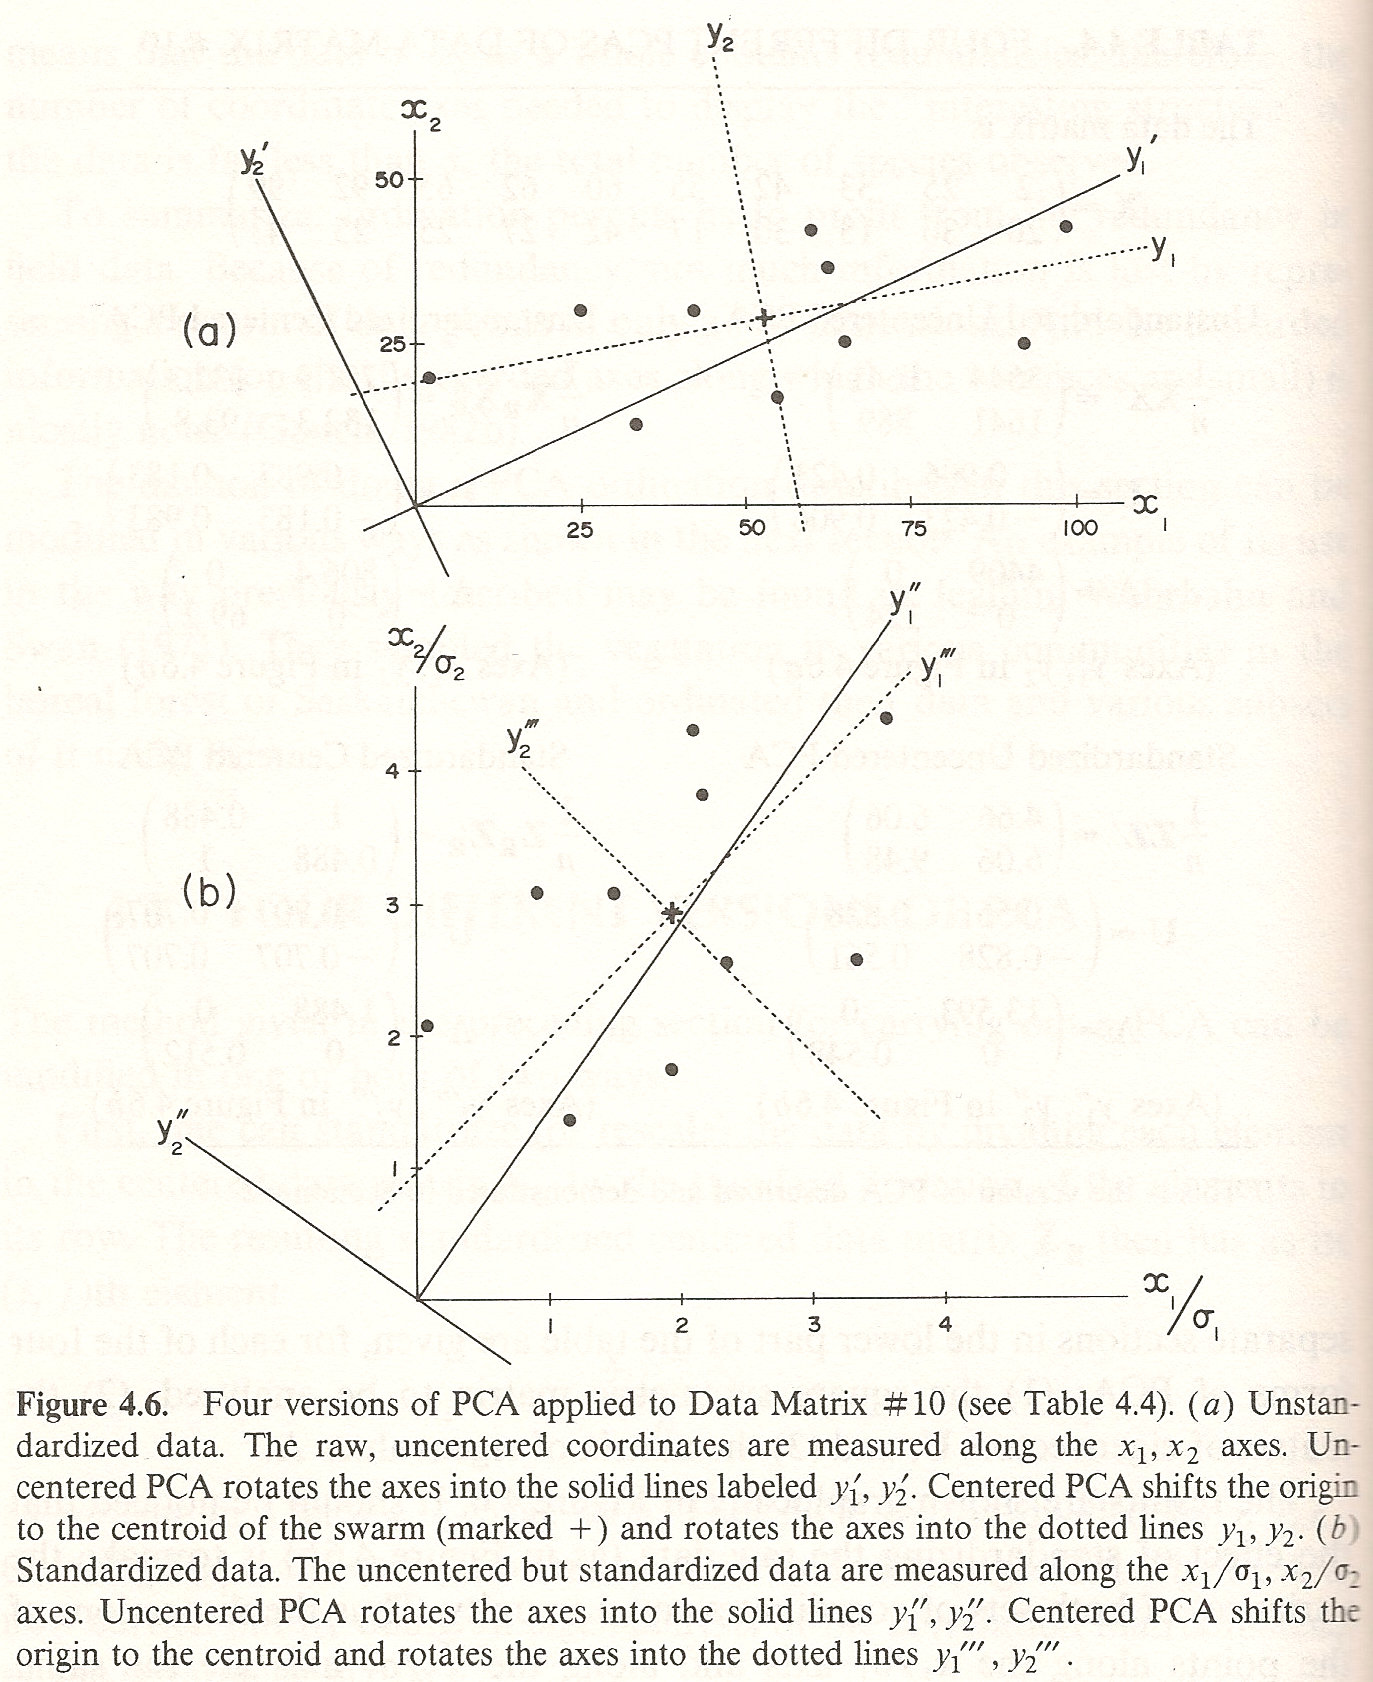 y₂
x₂
y₂′
50
y₁′
y₁
(a)
25
25
50
75
100
x₁
y₁″
x₂/σ₂
y₁‴
y₂‴
4
(b)
3
2
y₂″
1
x₁/σ₁
1
2
3
4
Figure 4.6. Four versions of PCA applied to Data Matrix #10 (see Table 4.4). (a) Unstan-
dardized data. The raw, uncentered coordinates are measured along the x₁, x₂ axes. Un-
centered PCA rotates the axes into the solid lines labeled y₁′, y₂′. Centered PCA shifts the origin
to the centroid of the swarm (marked +) and rotates the axes into the dotted lines y₁, y₂. (b)
Standardized data. The uncentered but standardized data are measured along the x₁/σ₁, x₂/σ₂
axes. Uncentered PCA rotates the axes into the solid lines y₁″, y₂″. Centered PCA shifts the
origin to the centroid and rotates the axes into the dotted lines y₁‴, y₂‴.